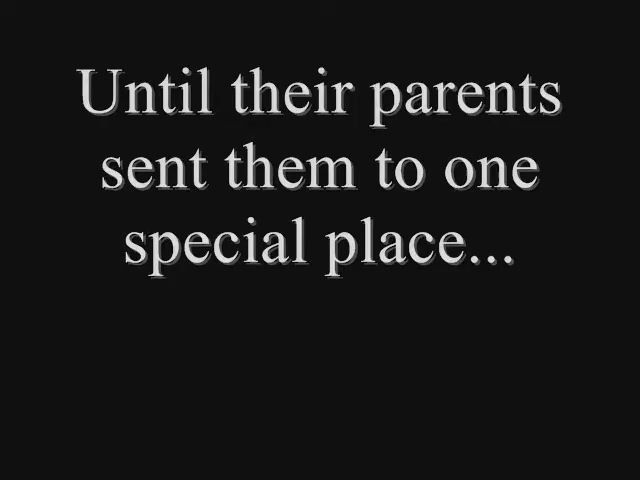 Until their parents
sent them to one
special place...